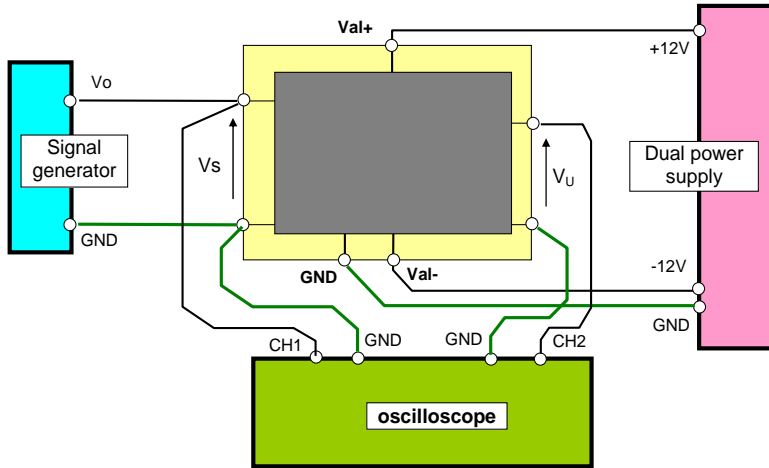 Val+
+12V
Vo
Signal
generator
Vs
VU
Dual power
supply
GND
GND
Val-
-12V
GND
CH1
GND
GND
CH2
oscilloscope